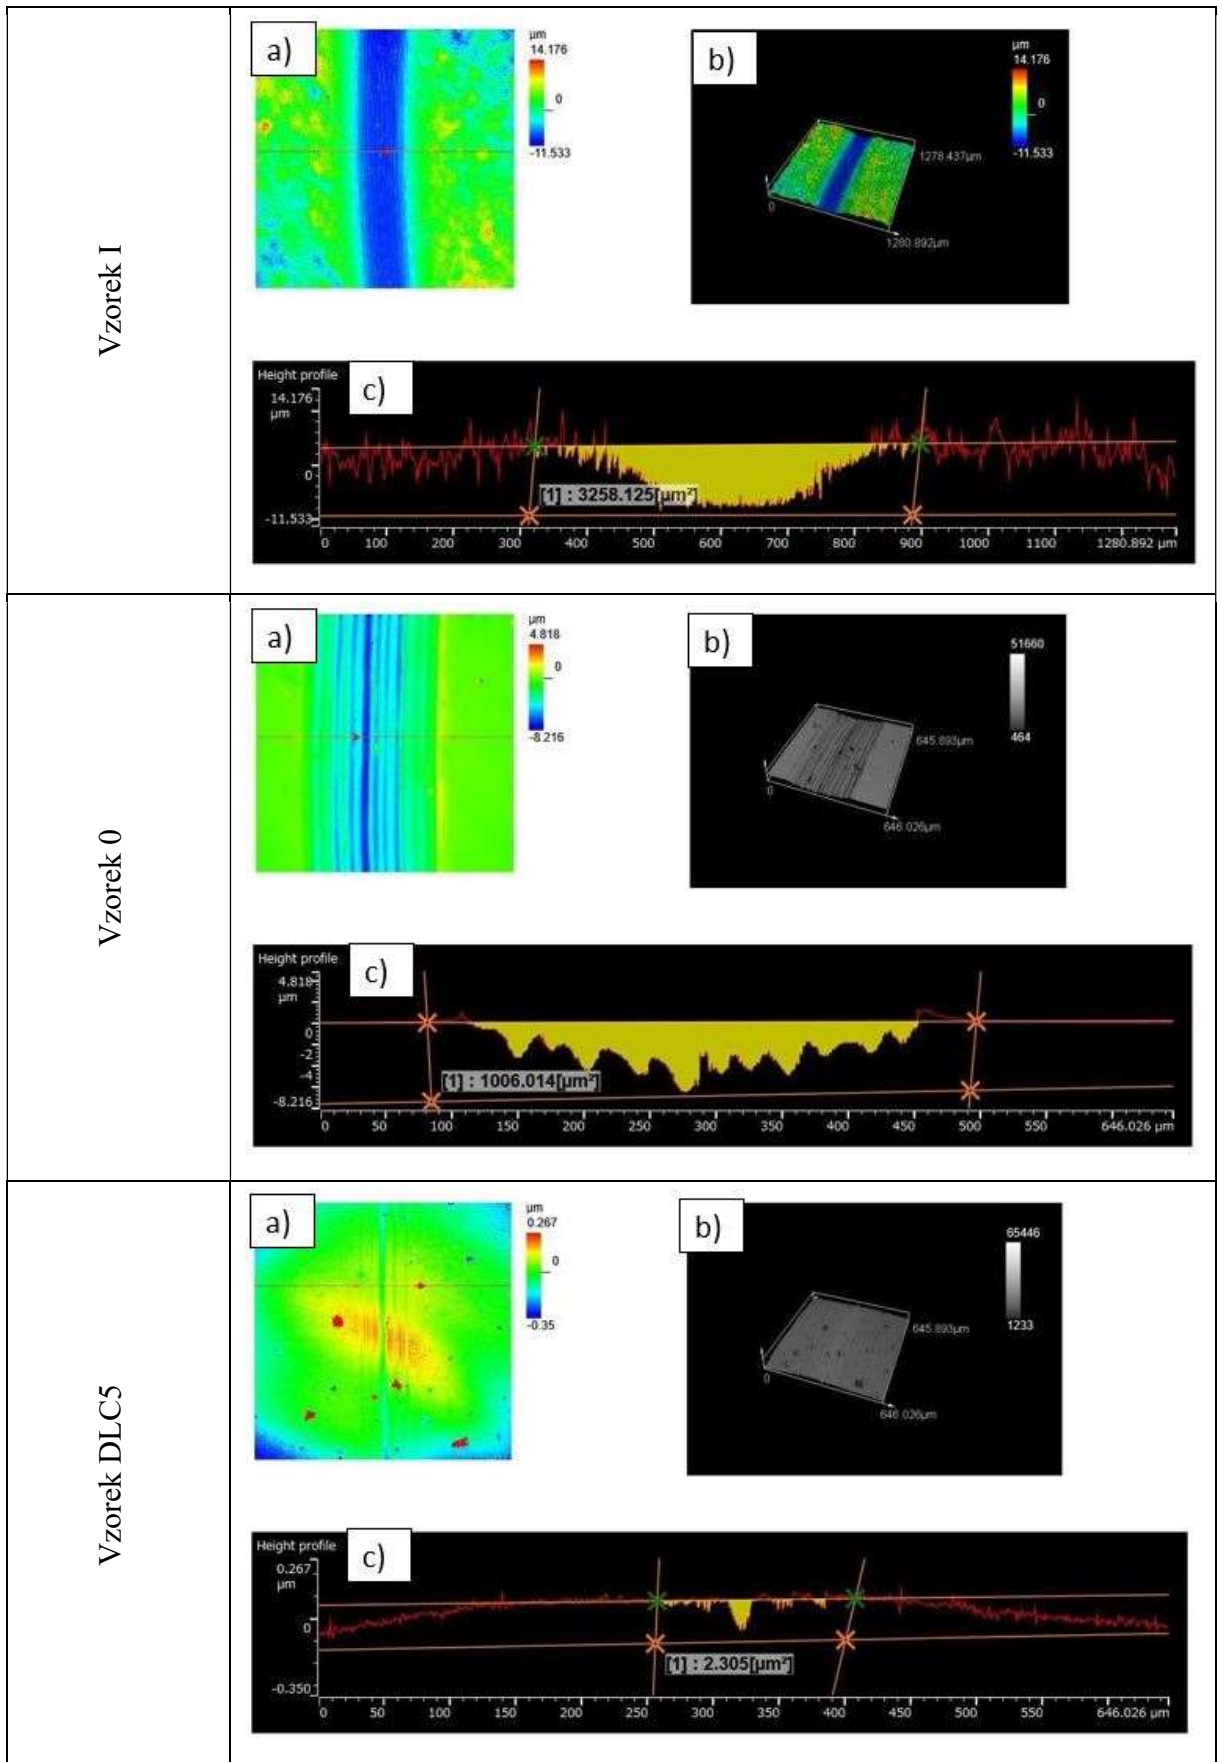 Vzorek I
a)
µm
14.176
0
-11.533
b)
µm
14.176
0
-11.533
1278.437µm
0
1280.892µm
Height profile
c)
14.176
µm
0
-11.533
[1] : 3258.125[µm²]
0 100 200 300 400 500 600 700 800 900 1000 1100 1280.892 µm
Vzorek 0
a)
µm
4.818
0
-8.216
b)
51660
464
645.893µm
0
646.026µm
Height profile
c)
4.818
µm
0
-2
-4
-8.216
[1] : 1006.014[µm²]
0 50 100 150 200 250 300 350 400 450 500 550 646.026 µm
Vzorek DLC5
a)
µm
0.267
0
-0.35
b)
65446
1233
645.893µm
0
646.026µm
Height profile
c)
0.267
µm
0
-0.350
[1] : 2.305[µm²]
0 50 100 150 200 250 300 350 400 450 500 550 646.026 µm